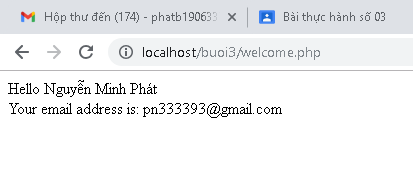 Hộp thư đến (174) - phatb190633
Bài thực hành số 03
localhost/buoi3/welcome.php
Hello Nguyễn Minh Phát
Your email address is: pn333393@gmail.com